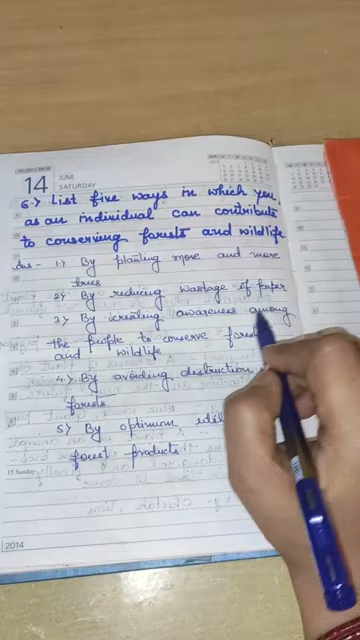 14 JUNE
SATURDAY
6.) List five ways in which you
as an individual can contribute
to conserving forests and wildlife
Ans - 1.) By planting more and more
trees
2) By reducing wastage of paper
3) By creating awareness among
the people to conserve forests
and wildlife
4.) By avoiding destruction
forests
5.) By optimum
forest products
15 Sunday
2014